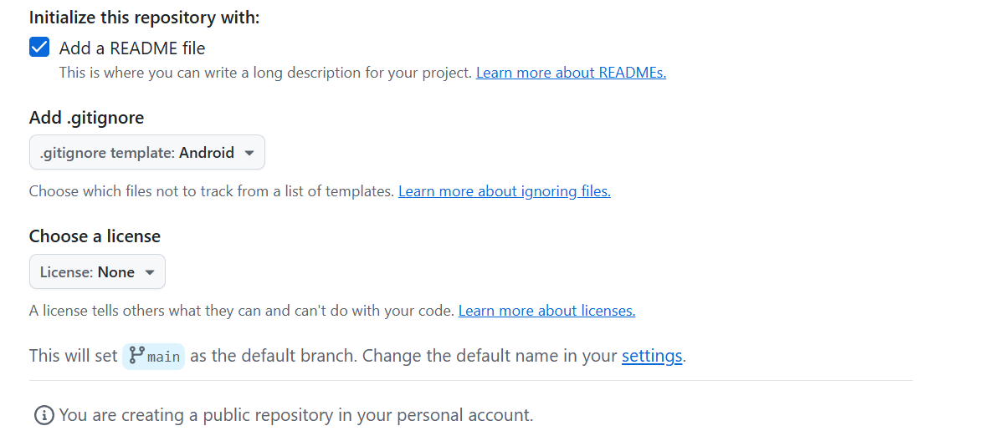 Initialize this repository with:
Add a README file
This is where you can write a long description for your project. Learn more about READMEs.
Add .gitignore
.gitignore template: Android
Choose which files not to track from a list of templates. Learn more about ignoring files.
Choose a license
License: None
A license tells others what they can and can't do with your code. Learn more about licenses.
This will set main as the default branch. Change the default name in your settings.
You are creating a public repository in your personal account.